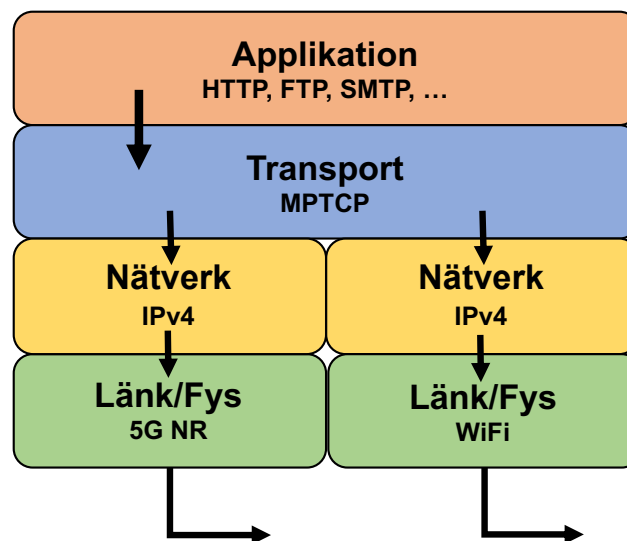 Applikation
HTTP, FTP, SMTP, ...
Transport
MPTCP
Nätverk
IPv4
Nätverk
IPv4
Länk/Fys
5G NR
Länk/Fys
WiFi